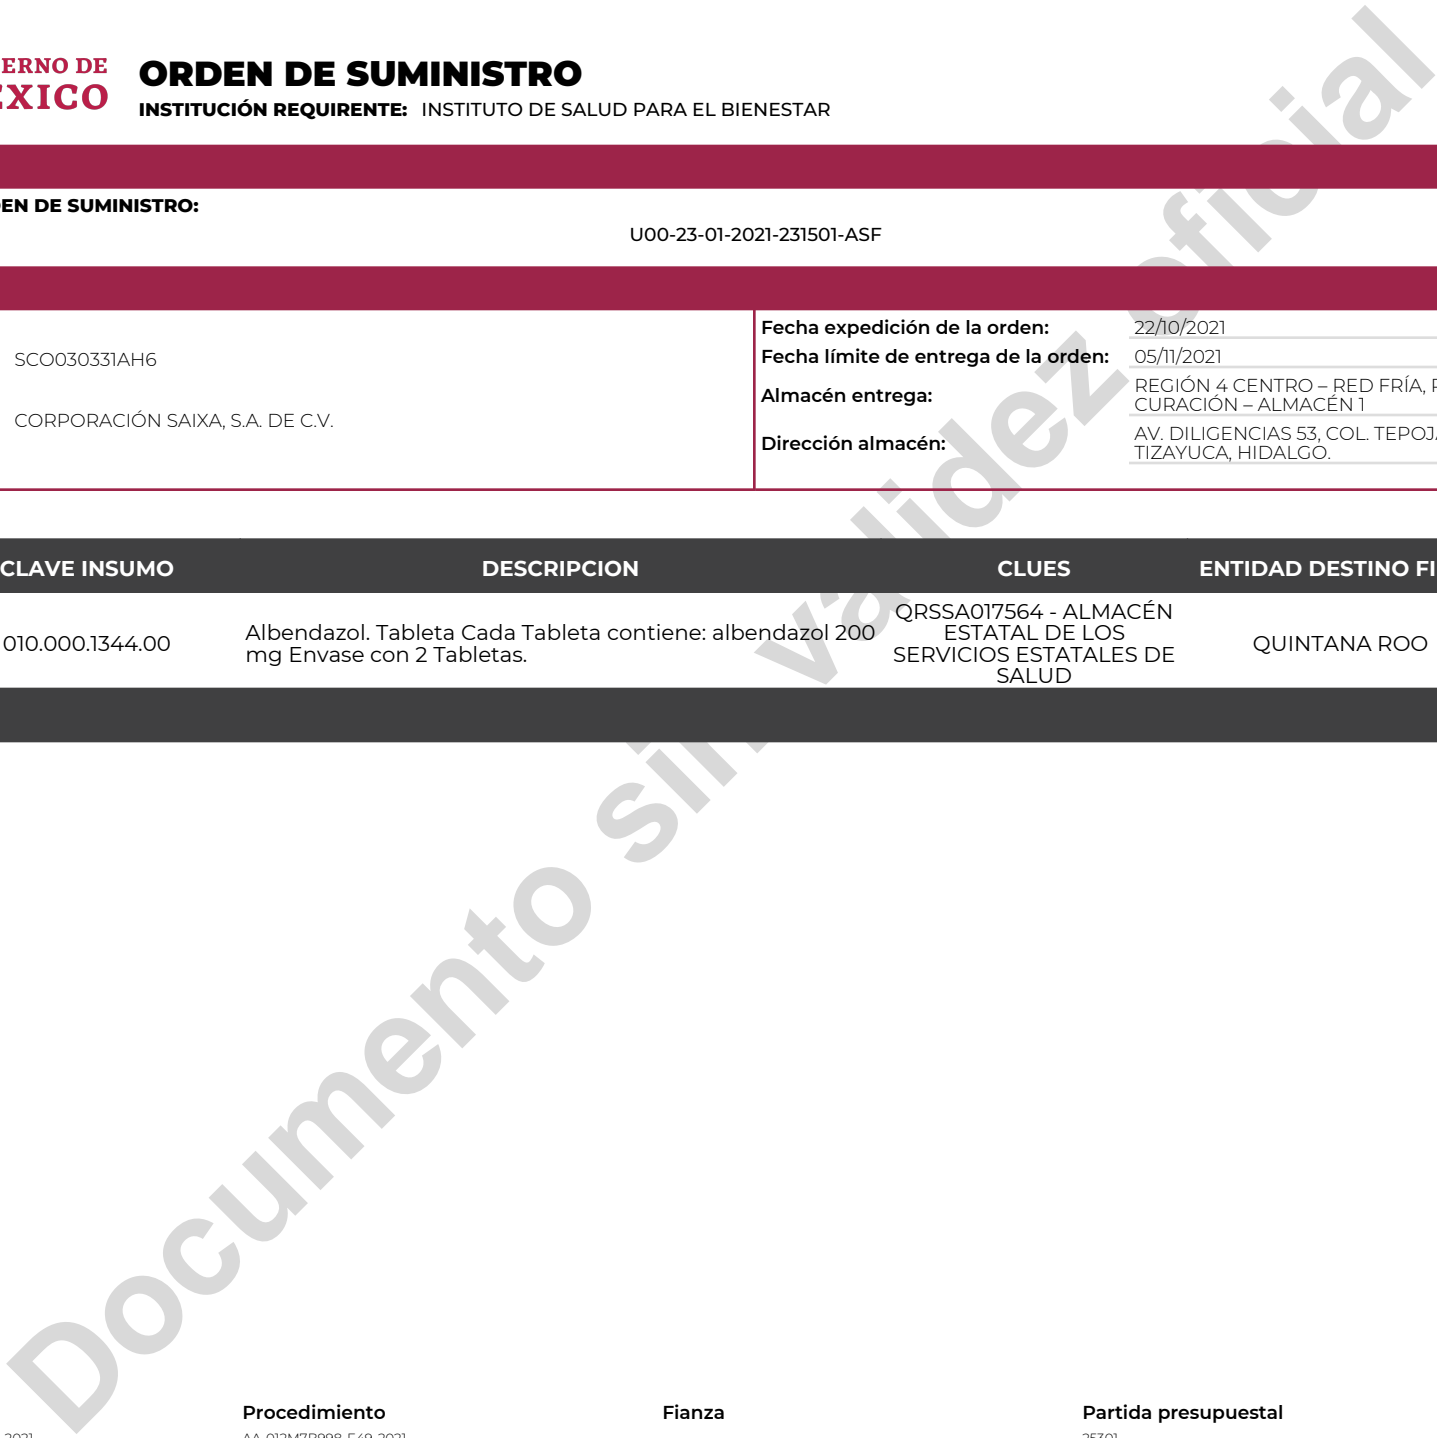 ERNO DE
EXICO
ORDEN DE SUMINISTRO
INSTITUCIÓN REQUIRENTE: INSTITUTO DE SALUD PARA EL BIENESTAR
EN DE SUMINISTRO:
U00-23-01-2021-231501-ASF
SCO030331AH6
CORPORACIÓN SAIXA, S.A. DE C.V.
Fecha expedición de la orden: 22/10/2021
Fecha límite de entrega de la orden: 05/11/2021
Almacén entrega:
REGIÓN 4 CENTRO – RED FRÍA,
CURACIÓN – ALMACÉN 1
Dirección almacén:
AV. DILIGENCIAS 53, COL. TEPOJA
TIZAYUCA, HIDALGO.
CLAVE INSUMO DESCRIPCION CLUES ENTIDAD DESTINO FI
010.000.1344.00
Albendazol. Tableta Cada Tableta contiene: albendazol 200
mg Envase con 2 Tabletas.
QRSSA017564 - ALMACÉN
ESTATAL DE LOS
SERVICIOS ESTATALES DE
SALUD
QUINTANA ROO
Documento sin validez oficial
Procedimiento Fianza Partida presupuestal